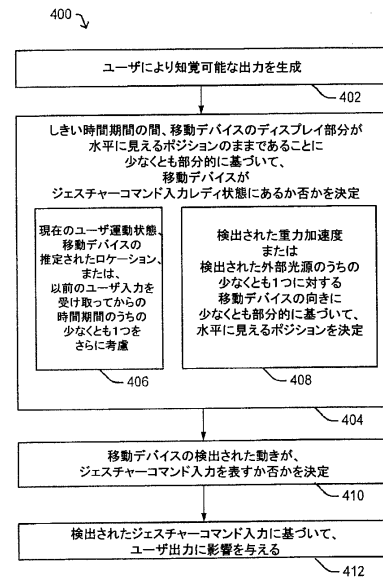 400
ユーザにより知覚可能な出力を生成
402
しきい時間期間の間、移動デバイスのディスプレイ部分が
水平に見えるポジションのままであることに
少なくとも部分的に基づいて、
移動デバイスが
ジェスチャーコマンド入力レディ状態にあるか否かを決定
現在のユーザ運動状態、
移動デバイスの
推定されたロケーション、
または、
以前のユーザ入力を
受け取ってからの
時間期間のうちの
少なくとも1つを
さらに考慮
406
検出された重力加速度
または
検出された外部光源のうちの
少なくとも1つに対する
移動デバイスの向きに
少なくとも部分的に基づいて、
水平に見えるポジションを決定
408
404
移動デバイスの検出された動きが、
ジェスチャーコマンド入力を表すか否かを決定
410
検出されたジェスチャーコマンド入力に基づいて、
ユーザ出力に影響を与える
412